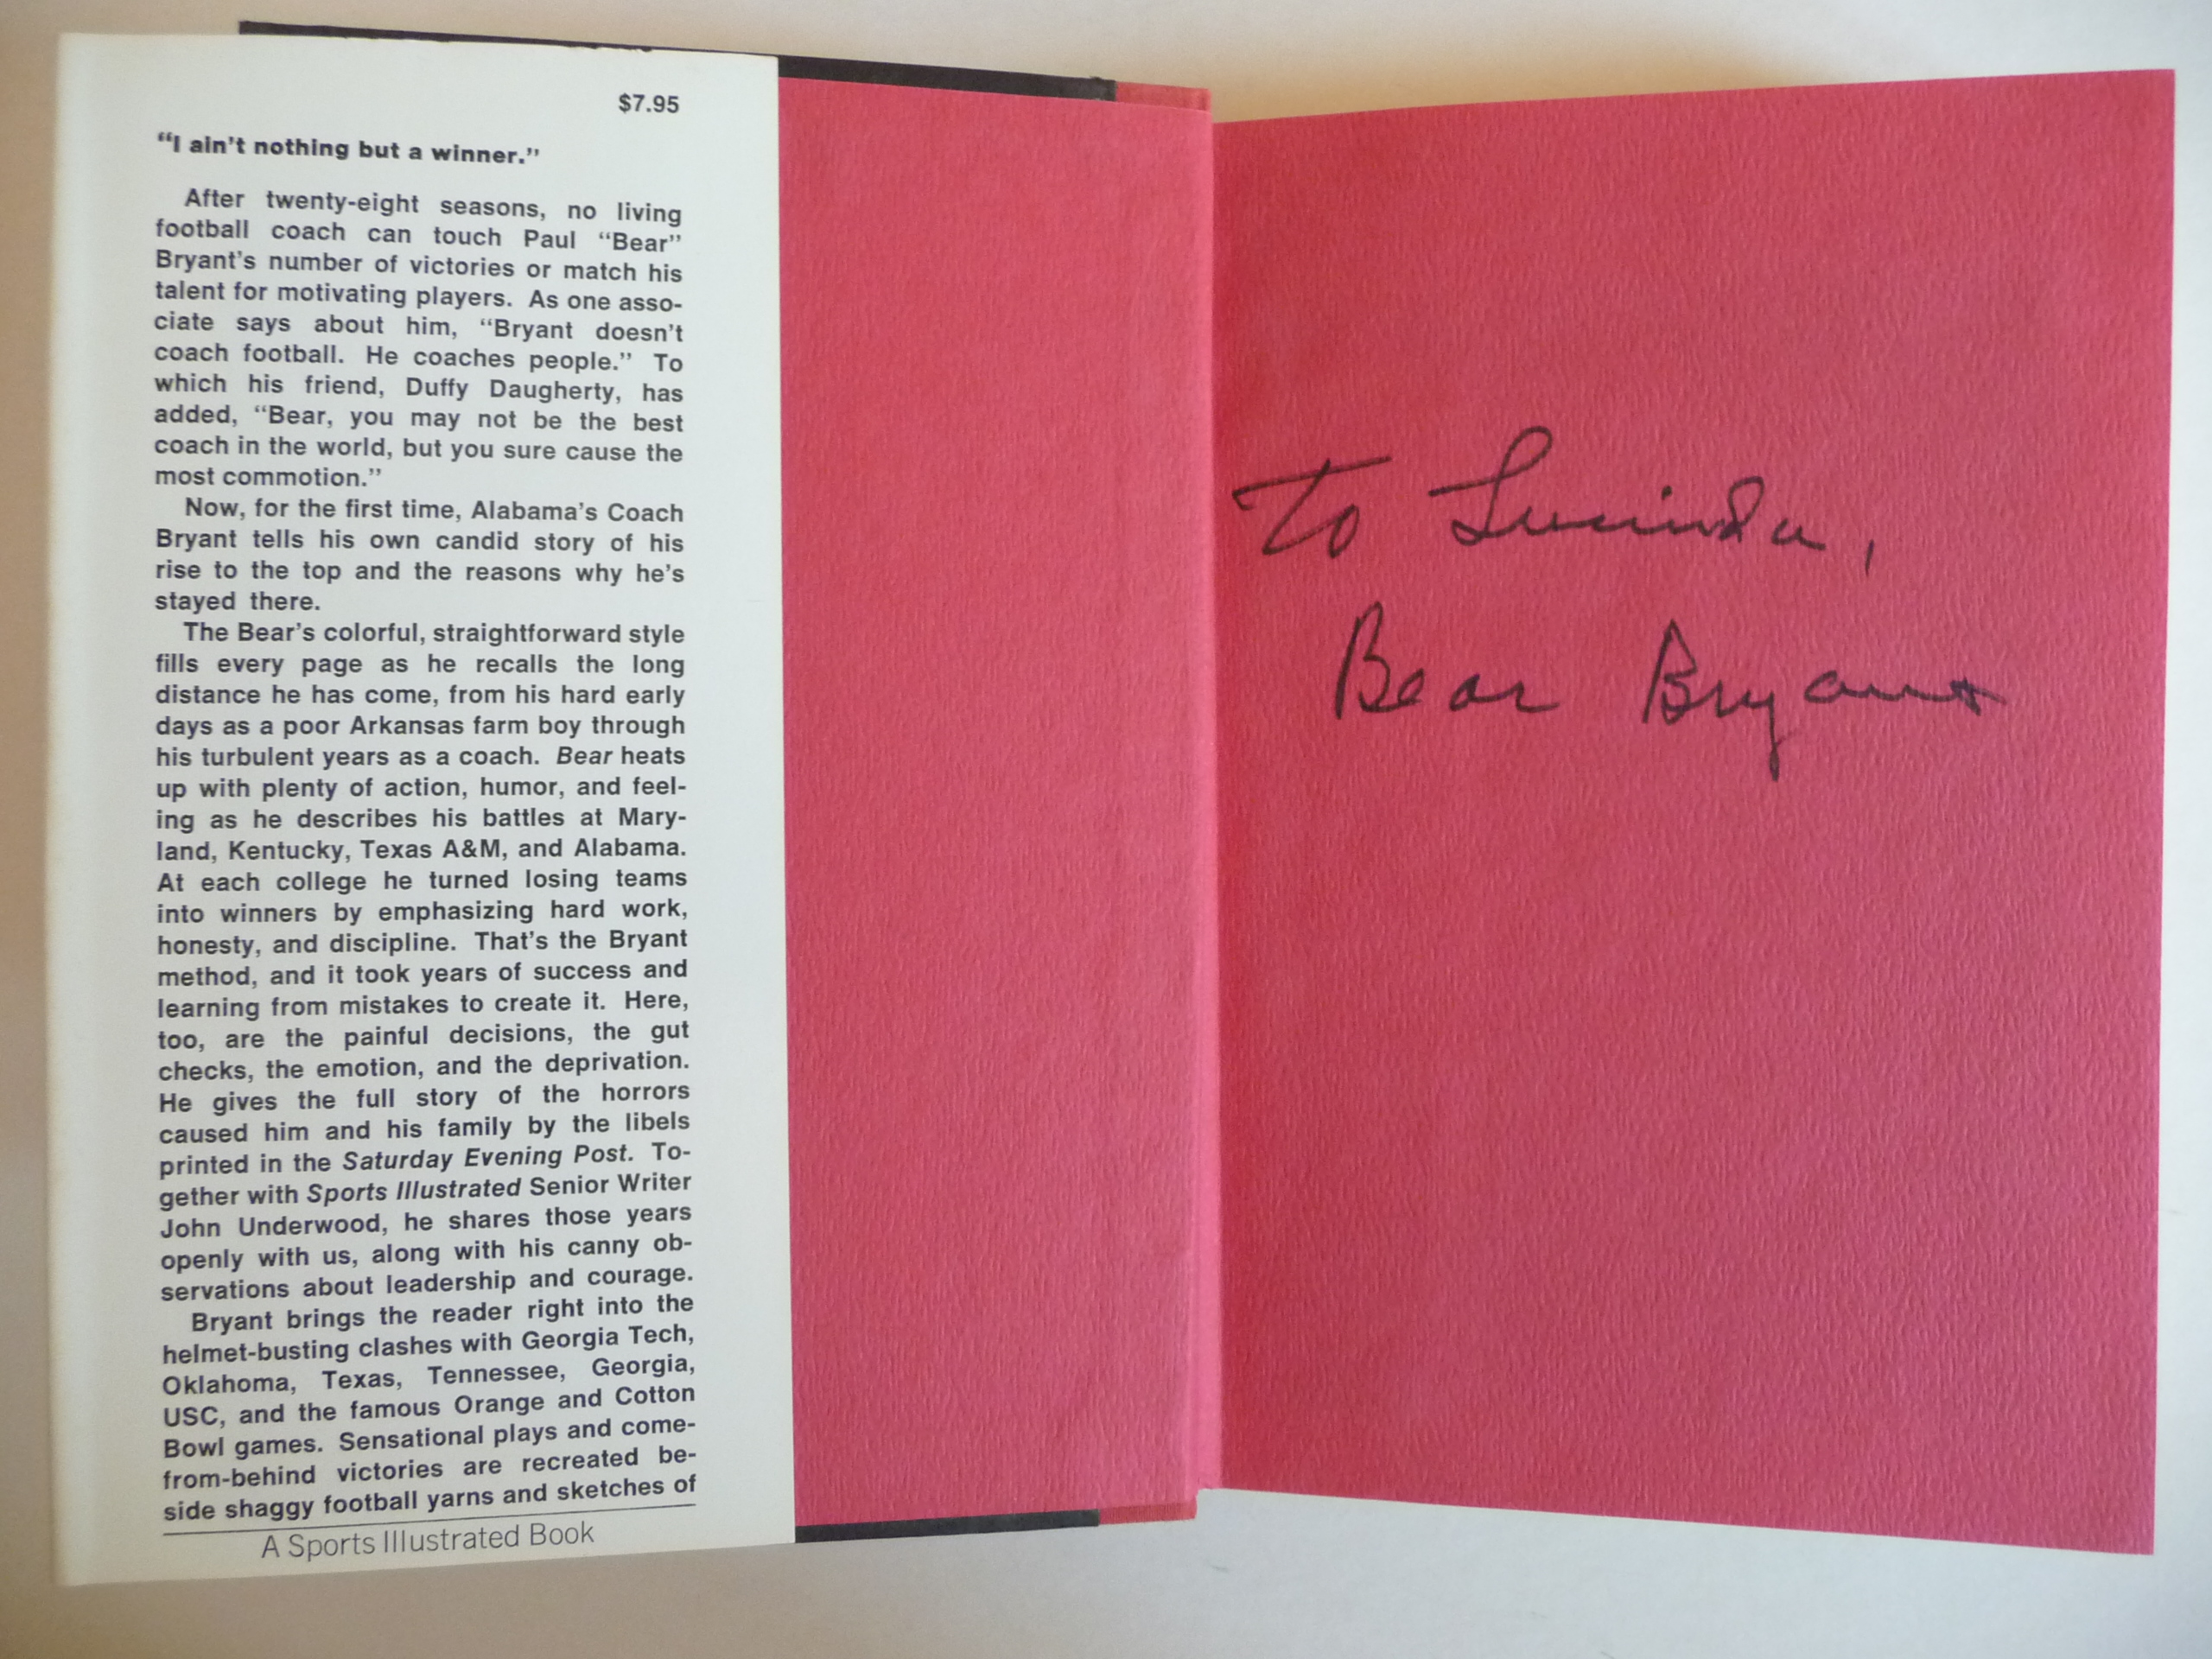 $7.95
“I ain't nothing but a winner.”
After twenty-eight seasons, no living
football coach can touch Paul “Bear”
Bryant's number of victories or match his
talent for motivating players. As one asso-
ciate says about him, “Bryant doesn't
coach football. He coaches people.” To
which his friend, Duffy Daugherty, has
added, “Bear, you may not be the best
coach in the world, but you sure cause the
most commotion.”
Now, for the first time, Alabama's Coach
Bryant tells his own candid story of his
rise to the top and the reasons why he's
stayed there.
The Bear's colorful, straightforward style
fills every page as he recalls the long
distance he has come, from his hard early
days as a poor Arkansas farm boy through
his turbulent years as a coach. Bear heats
up with plenty of action, humor, and feel-
ing as he describes his battles at Mary-
land, Kentucky, Texas A&M, and Alabama.
At each college he turned losing teams
into winners by emphasizing hard work,
honesty, and discipline. That's the Bryant
method, and it took years of success and
learning from mistakes to create it. Here,
too, are the painful decisions, the gut
checks, the emotion, and the deprivation.
He gives the full story of the horrors
caused him and his family by the libels
printed in the Saturday Evening Post. To-
gether with Sports Illustrated Senior Writer
John Underwood, he shares those years
openly with us, along with his canny ob-
servations about leadership and courage.
Bryant brings the reader right into the
helmet-busting clashes with Georgia Tech,
Oklahoma, Texas, Tennessee, Georgia,
USC, and the famous Orange and Cotton
Bowl games. Sensational plays and come-
from-behind victories are recreated be-
side shaggy football yarns and sketches of
A Sports Illustrated Book
To Lucinda,
Bear Bryant